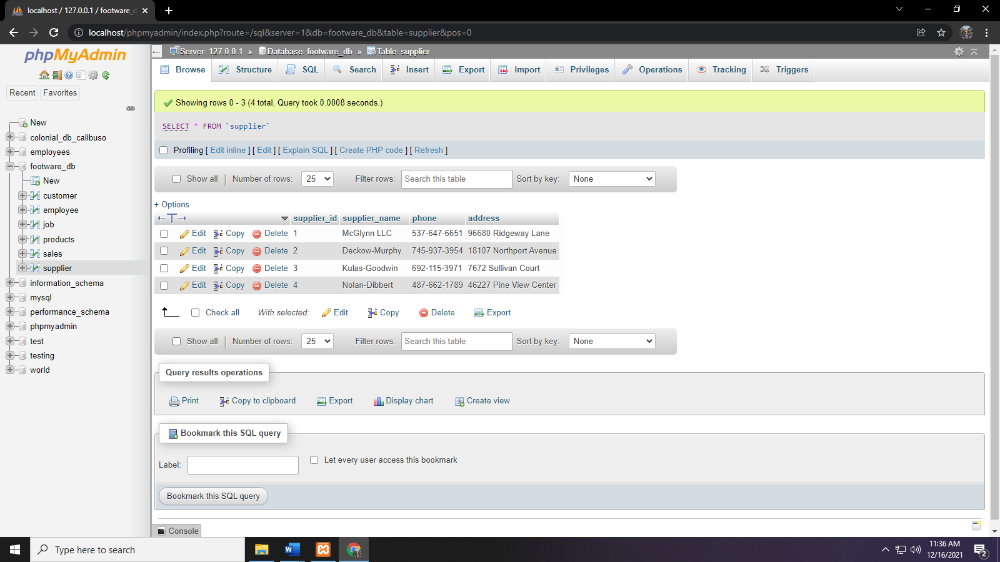 localhost / 127.0.0.1 / footware_d
localhost/phpmyadmin/index.php?route=/sql&server=1&db=footware_db&table=supplier&pos=0
phpMyAdmin
Recent Favorites
New
colonial_db_calibuso
employees
footware_db
New
customer
employee
job
products
sales
supplier
information_schema
mysql
performance_schema
phpmyadmin
test
testing
world
Server: 127.0.0.1 » Database: footware_db » Table: supplier
Browse Structure SQL Search Insert Export Import Privileges Operations Tracking Triggers
Showing rows 0 - 3 (4 total, Query took 0.0008 seconds.)
SELECT * FROM `supplier`
Profiling [ Edit inline ] [ Edit ] [ Explain SQL ] [ Create PHP code ] [ Refresh ]
Show all Number of rows: 25 Filter rows: Search this table Sort by key: None
+ Options
supplier_id supplier_name phone address
Edit Copy Delete 1 McGlynn LLC 537-647-6651 96680 Ridgeway Lane
Edit Copy Delete 2 Deckow-Murphy 745-937-3954 18107 Northport Avenue
Edit Copy Delete 3 Kulas-Goodwin 692-115-3971 7672 Sullivan Court
Edit Copy Delete 4 Nolan-Dibbert 487-662-1789 46227 Pine View Center
Check all With selected: Edit Copy Delete Export
Show all Number of rows: 25 Filter rows: Search this table Sort by key: None
Query results operations
Print Copy to clipboard Export Display chart Create view
Bookmark this SQL query
Label: Let every user access this bookmark
Bookmark this SQL query
Console
Type here to search
11:36 AM
12/16/2021
2